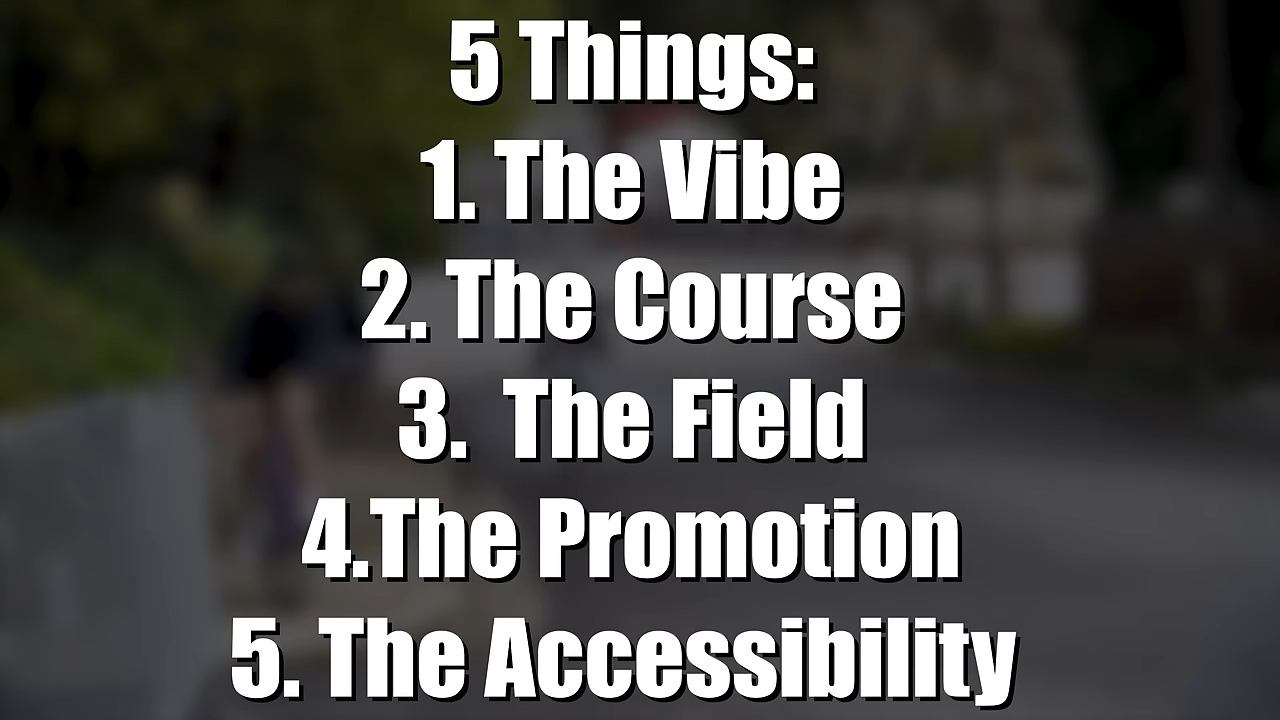 5 Things:
1. The Vibe
2. The Course
3.  The Field
4.The Promotion
5. The Accessibility